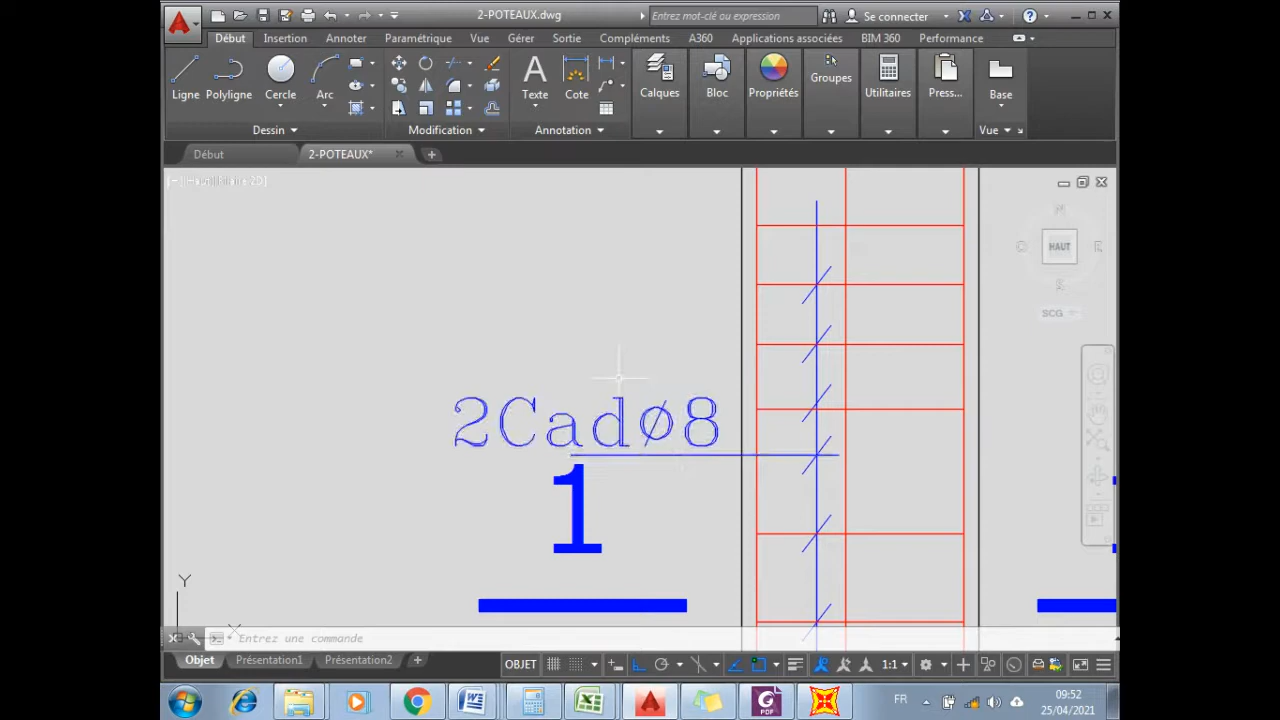 2-POTEAUX.dwg
Entrez mot-clé ou expression
Se connecter
Début Insertion Annoter Paramétrique Vue Gérer Sortie Compléments A360 Applications associées BIM 360 Performance
Ligne Polyligne Cercle Arc
Texte Cote
Calques Bloc Propriétés Groupes Utilitaires Press... Base
Dessin Modification Annotation Vue
Début 2-POTEAUX*
HAUT
SCG
2Cadø8
1
Y
X
Entrez une commande
Objet Présentation1 Présentation2
OBJET 1:1
FR
09:52
25/04/2021
PDF